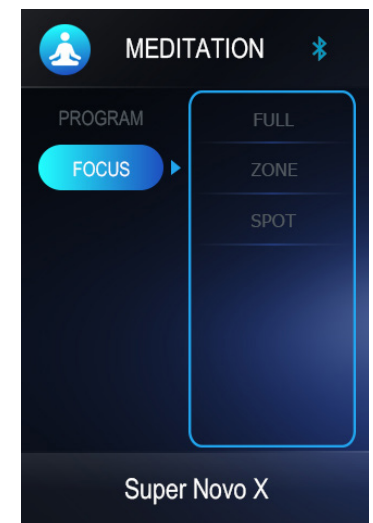 MEDITATION
PROGRAM
FOCUS
FULL
ZONE
SPOT
Super Novo X